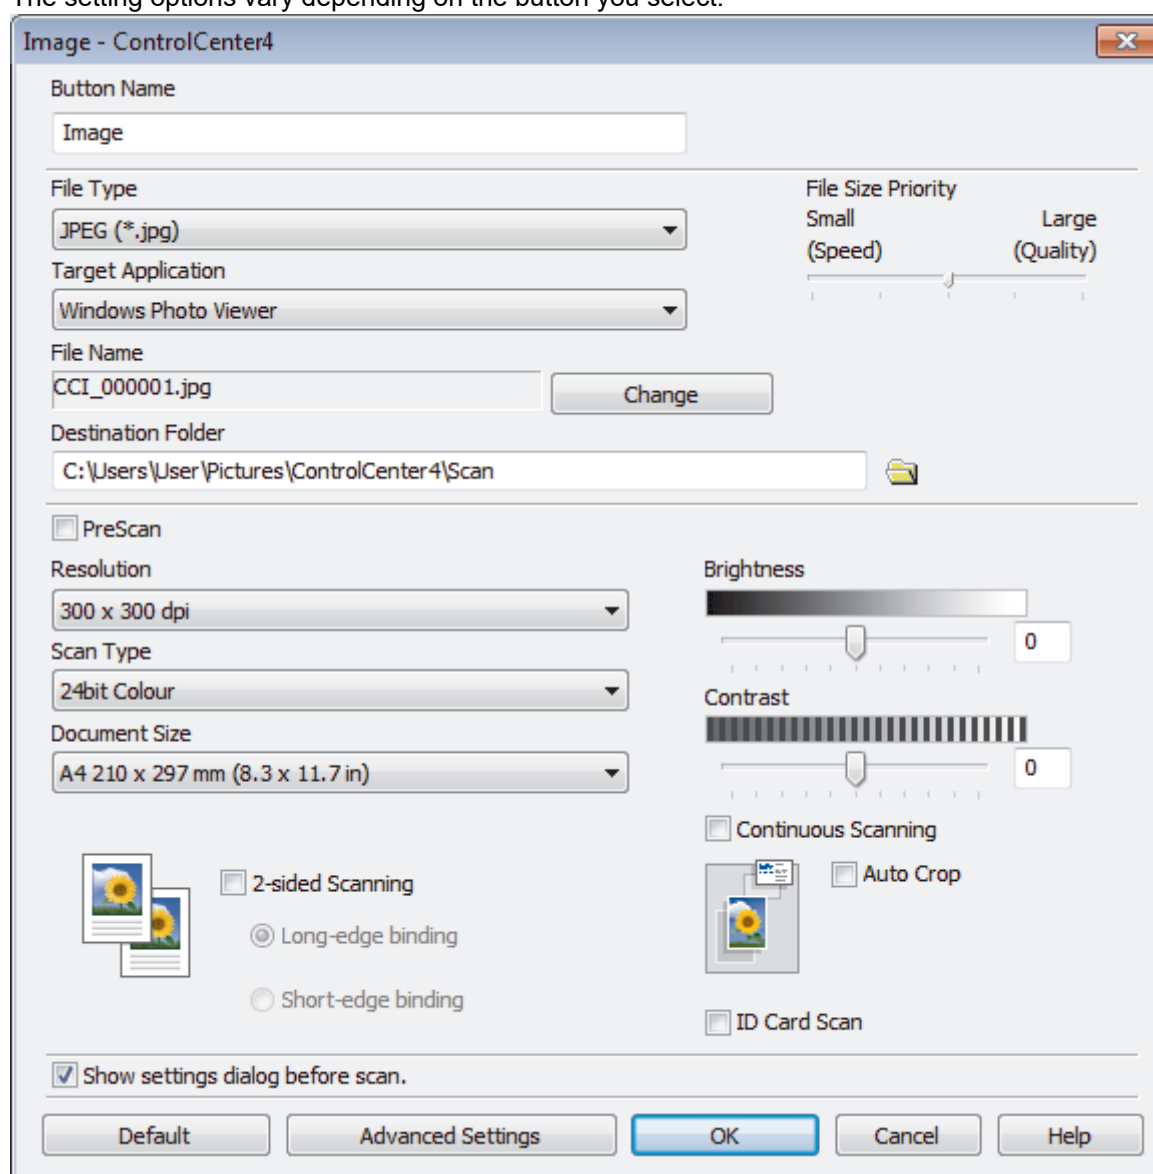 The setting options vary depending on the button you select.
Image - ControlCenter4
Button Name
Image
File Type
JPEG (*.jpg)
Target Application
Windows Photo Viewer
File Name
CCI_000001.jpg
Change
Destination Folder
C:\Users\User\Pictures\ControlCenter4\Scan
File Size Priority
Small Large
(Speed) (Quality)
PreScan
Resolution
300 x 300 dpi
Scan Type
24bit Colour
Document Size
A4 210 x 297 mm (8.3 x 11.7 in)
Brightness
0
Contrast
0
2-sided Scanning
Long-edge binding
Short-edge binding
Continuous Scanning
Auto Crop
ID Card Scan
Show settings dialog before scan.
Default Advanced Settings OK Cancel Help